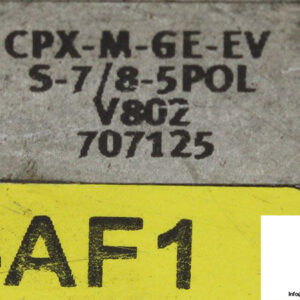 CPX-M-GE-EV
S-7/8-5POL
V802
707125
-AF1